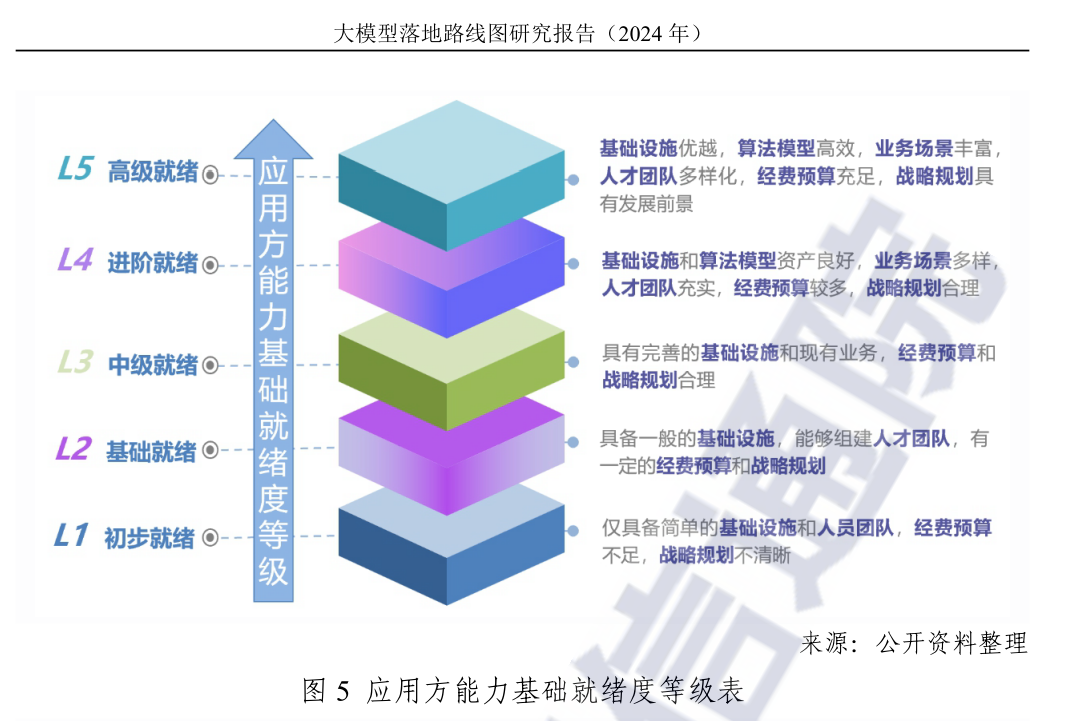 大模型落地路线图研究报告（2024 年）
L5 高级就绪
基础设施优越，算法模型高效，业务场景丰富，
人才团队多样化，经费预算充足，战略规划具
有发展前景
L4 进阶就绪
基础设施和算法模型资产良好，业务场景多样，
人才团队充实，经费预算较多，战略规划合理
L3 中级就绪
具有完善的基础设施和现有业务，经费预算和
战略规划合理
L2 基础就绪
具备一般的基础设施，能够组建人才团队，有
一定的经费预算和战略规划
L1 初步就绪
仅具备简单的基础设施和人员团队，经费预算
不足，战略规划不清晰
应用方能力基础就绪度等级
来源：公开资料整理
图 5 应用方能力基础就绪度等级表
信通院